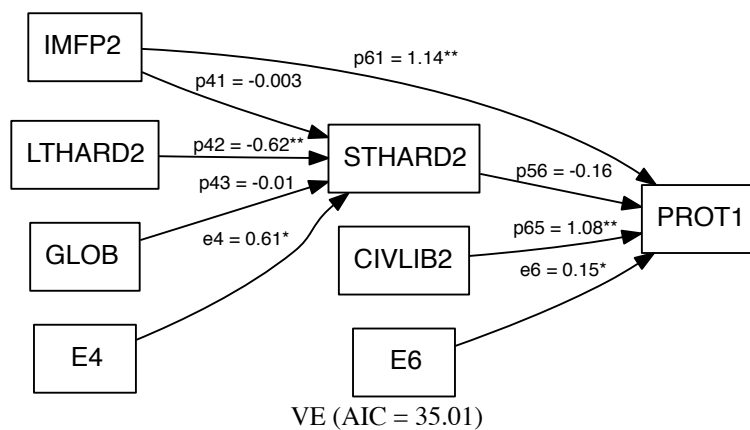 IMFP2
p61 = 1.14**
p41 = -0.003
LTHARD2
p42 = -0.62**
STHARD2
p56 = -0.16
p43 = -0.01
PROT1
GLOB
e4 = 0.61*
CIVLIB2
p65 = 1.08**
e6 = 0.15*
E4
E6
VE (AIC = 35.01)